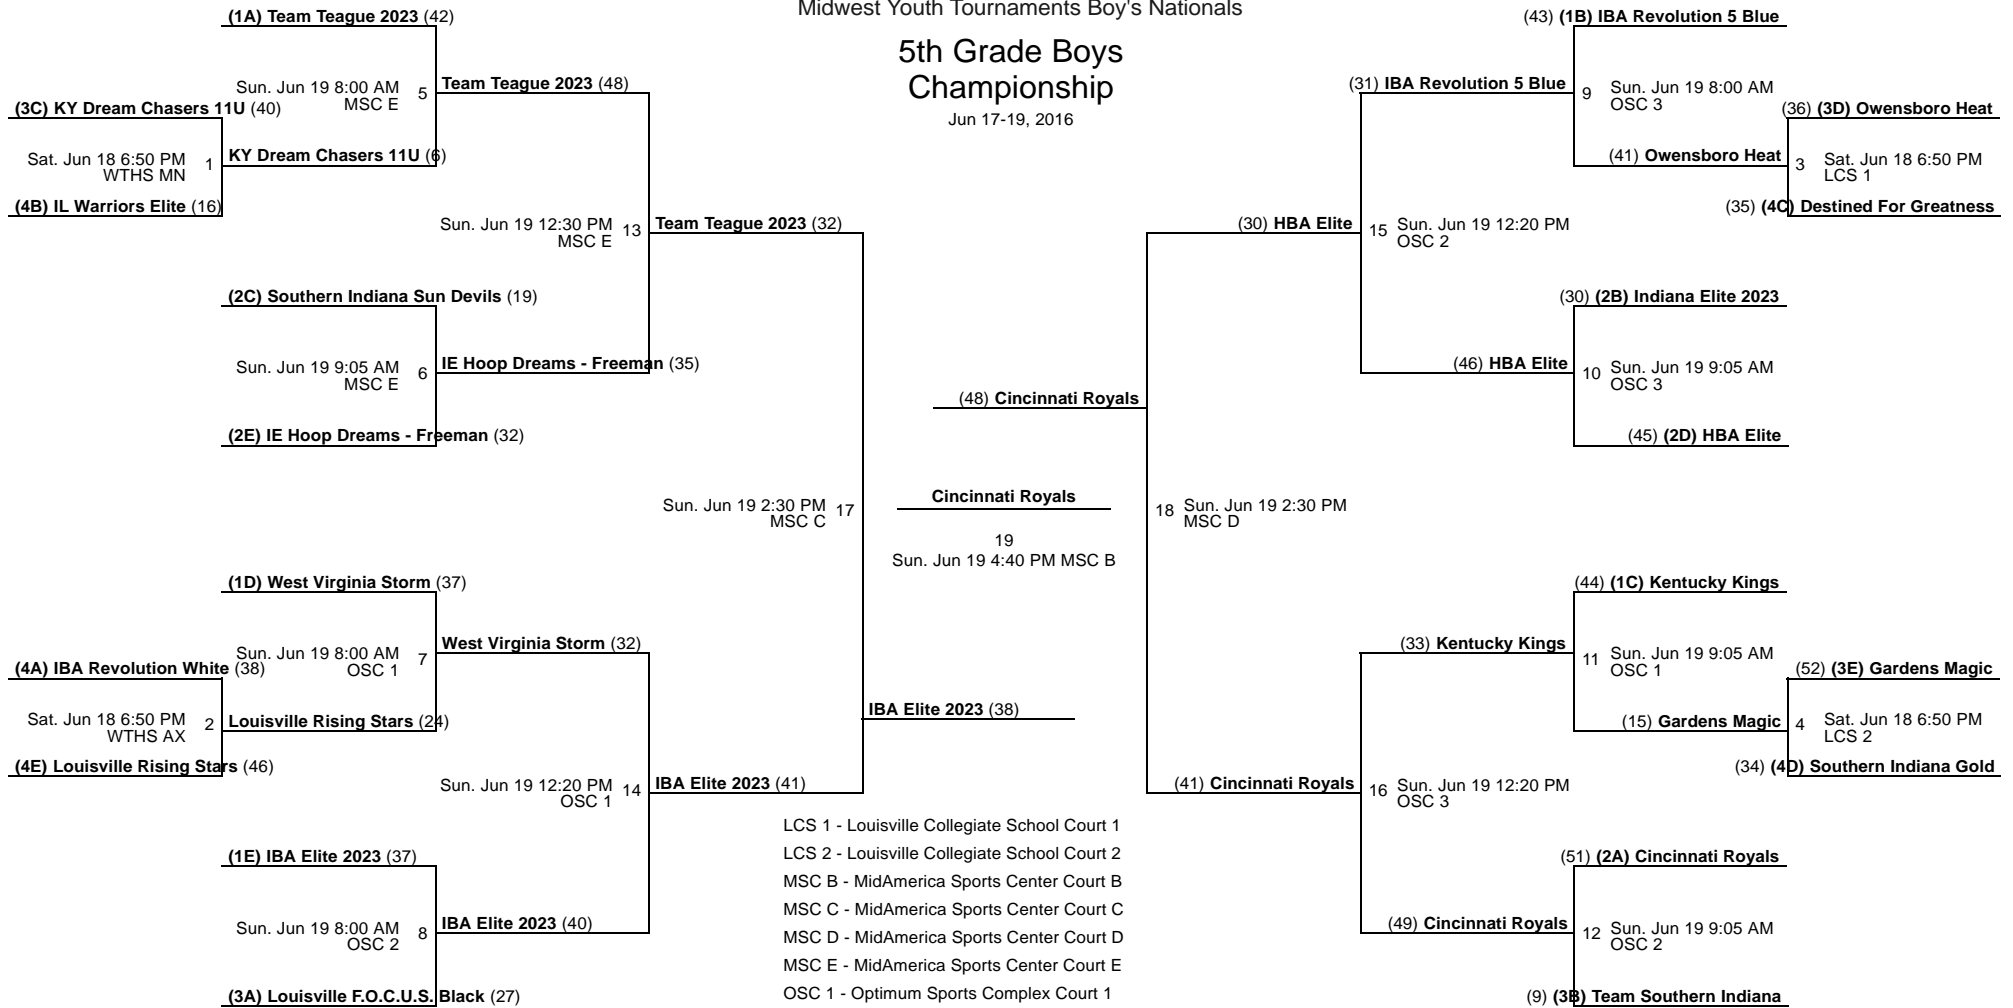 Midwest Youth Tournaments Boy's Nationals
5th Grade Boys
Championship
Jun 17-19, 2016
(1A) Team Teague 2023 (42)
Sun. Jun 19 8:00 AM
MSC E
5
Team Teague 2023 (48)
(3C) KY Dream Chasers 11U (40)
Sat. Jun 18 6:50 PM
WTHS MN
1
KY Dream Chasers 11U (6)
(4B) IL Warriors Elite (16)
Sun. Jun 19 12:30 PM
MSC E
13
Team Teague 2023 (32)
(2C) Southern Indiana Sun Devils (19)
Sun. Jun 19 9:05 AM
MSC E
6
IE Hoop Dreams - Freeman (35)
(2E) IE Hoop Dreams - Freeman (32)
Sun. Jun 19 2:30 PM
MSC C
17
(1D) West Virginia Storm (37)
Sun. Jun 19 8:00 AM
OSC 1
7
West Virginia Storm (32)
(4A) IBA Revolution White (38)
Sat. Jun 18 6:50 PM
WTHS AX
2
Louisville Rising Stars (24)
(4E) Louisville Rising Stars (46)
Sun. Jun 19 12:20 PM
OSC 1
14
IBA Elite 2023 (41)
(1E) IBA Elite 2023 (37)
Sun. Jun 19 8:00 AM
OSC 2
8
IBA Elite 2023 (40)
(3A) Louisville F.O.C.U.S. Black (27)
(48) Cincinnati Royals
Cincinnati Royals
19
Sun. Jun 19 4:40 PM MSC B
IBA Elite 2023 (38)
LCS 1 - Louisville Collegiate School Court 1
LCS 2 - Louisville Collegiate School Court 2
MSC B - MidAmerica Sports Center Court B
MSC C - MidAmerica Sports Center Court C
MSC D - MidAmerica Sports Center Court D
MSC E - MidAmerica Sports Center Court E
OSC 1 - Optimum Sports Complex Court 1
(43) (1B) IBA Revolution 5 Blue
(31) IBA Revolution 5 Blue
9
Sun. Jun 19 8:00 AM
OSC 3
(36) (3D) Owensboro Heat
(41) Owensboro Heat
3
Sat. Jun 18 6:50 PM
LCS 1
(35) (4C) Destined For Greatness
(30) HBA Elite
15
Sun. Jun 19 12:20 PM
OSC 2
(30) (2B) Indiana Elite 2023
(46) HBA Elite
10
Sun. Jun 19 9:05 AM
OSC 3
(45) (2D) HBA Elite
18
Sun. Jun 19 2:30 PM
MSC D
(44) (1C) Kentucky Kings
(33) Kentucky Kings
11
Sun. Jun 19 9:05 AM
OSC 1
(52) (3E) Gardens Magic
(15) Gardens Magic
4
Sat. Jun 18 6:50 PM
LCS 2
(34) (4D) Southern Indiana Gold
(41) Cincinnati Royals
16
Sun. Jun 19 12:20 PM
OSC 3
(51) (2A) Cincinnati Royals
(49) Cincinnati Royals
12
Sun. Jun 19 9:05 AM
OSC 2
(9) (3B) Team Southern Indiana